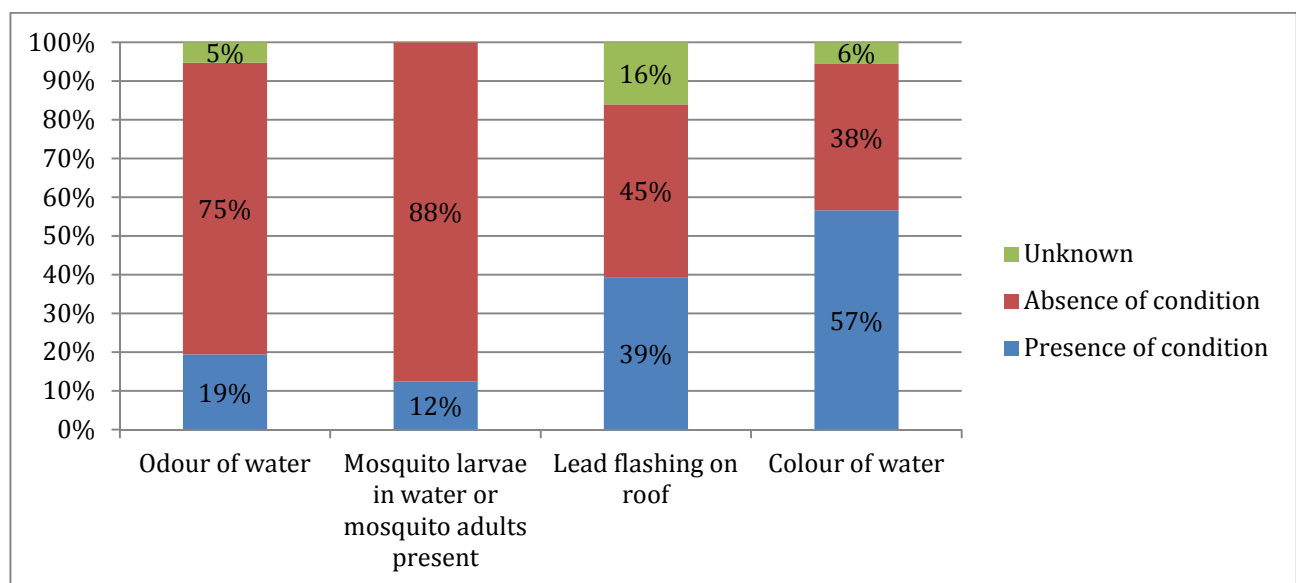 100%
90%
80%
70%
60%
50%
40%
30%
20%
10%
0%
5%
75%
19%
88%
12%
16%
45%
39%
6%
38%
57%
Odour of water
Mosquito larvae
in water or
mosquito adults
present
Lead flashing on
roof
Colour of water
Unknown
Absence of condition
Presence of condition